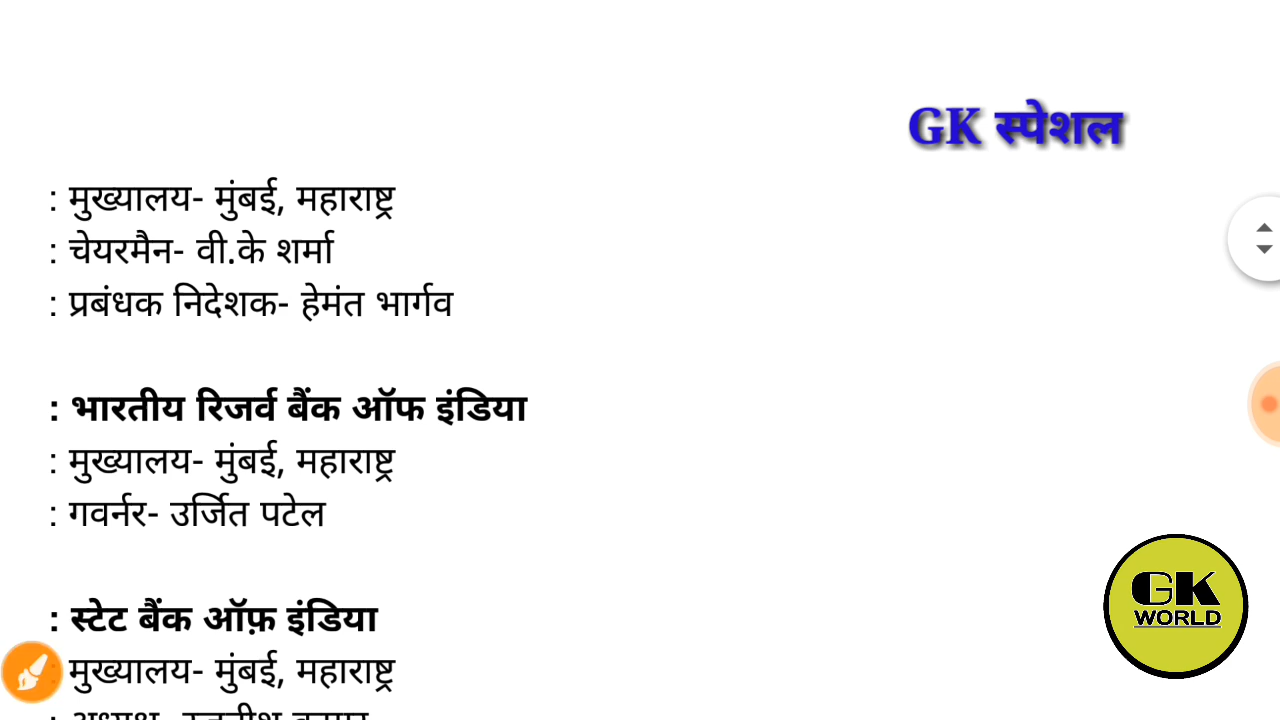 GK स्पेशल
: मुख्यालय- मुंबई, महाराष्ट्र
: चेयरमैन- वी.के शर्मा
: प्रबंधक निदेशक- हेमंत भार्गव
: भारतीय रिजर्व बैंक ऑफ इंडिया
: मुख्यालय- मुंबई, महाराष्ट्र
: गवर्नर- उर्जित पटेल
: स्टेट बैंक ऑफ़ इंडिया
: मुख्यालय- मुंबई, महाराष्ट्र
GK
WORLD